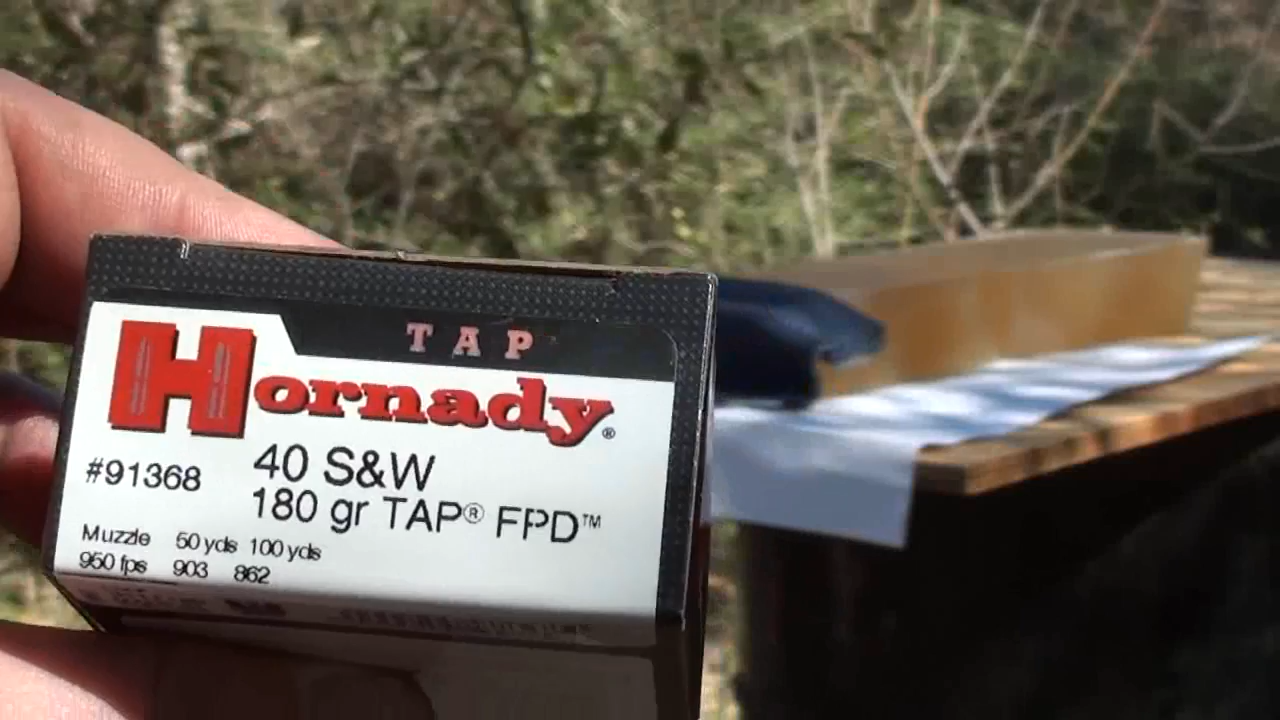 TAP
Hornady®
#91368
40 S&W
180 gr TAP® FPD™
Muzzle 50 yds 100 yds
950 fps 903 862